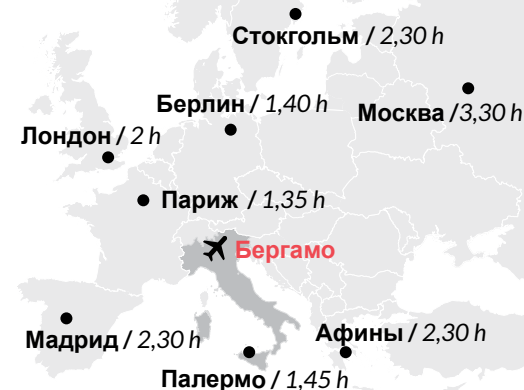 Стокгольм / 2,30 h
Берлин / 1,40 h
Москва /3,30 h
Лондон / 2 h
Париж / 1,35 h
Бергамо
Мадрид / 2,30 h
Афины / 2,30 h
Палермо / 1,45 h